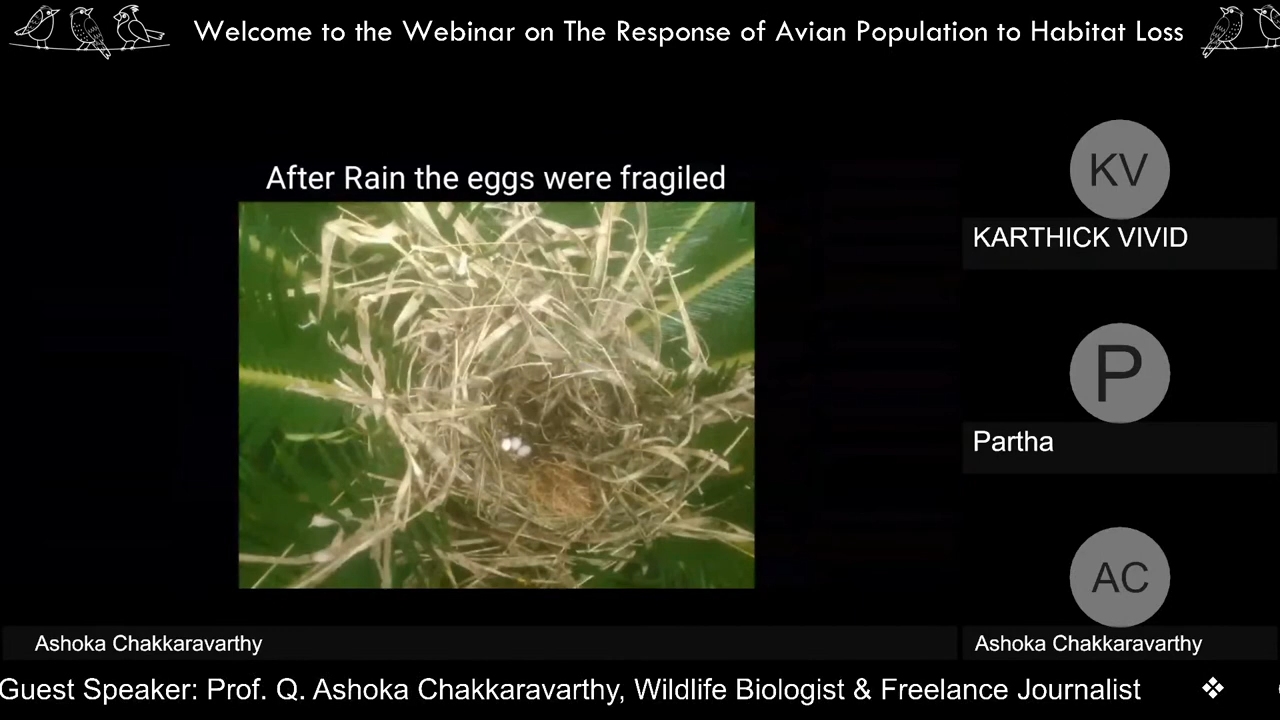 Welcome to the Webinar on The Response of Avian Population to Habitat Loss
After Rain the eggs were fragiled
KV
KARTHICK VIVID
P
Partha
AC
Ashoka Chakkaravarthy
Ashoka Chakkaravarthy
Guest Speaker: Prof. Q. Ashoka Chakkaravarthy, Wildlife Biologist & Freelance Journalist ❖